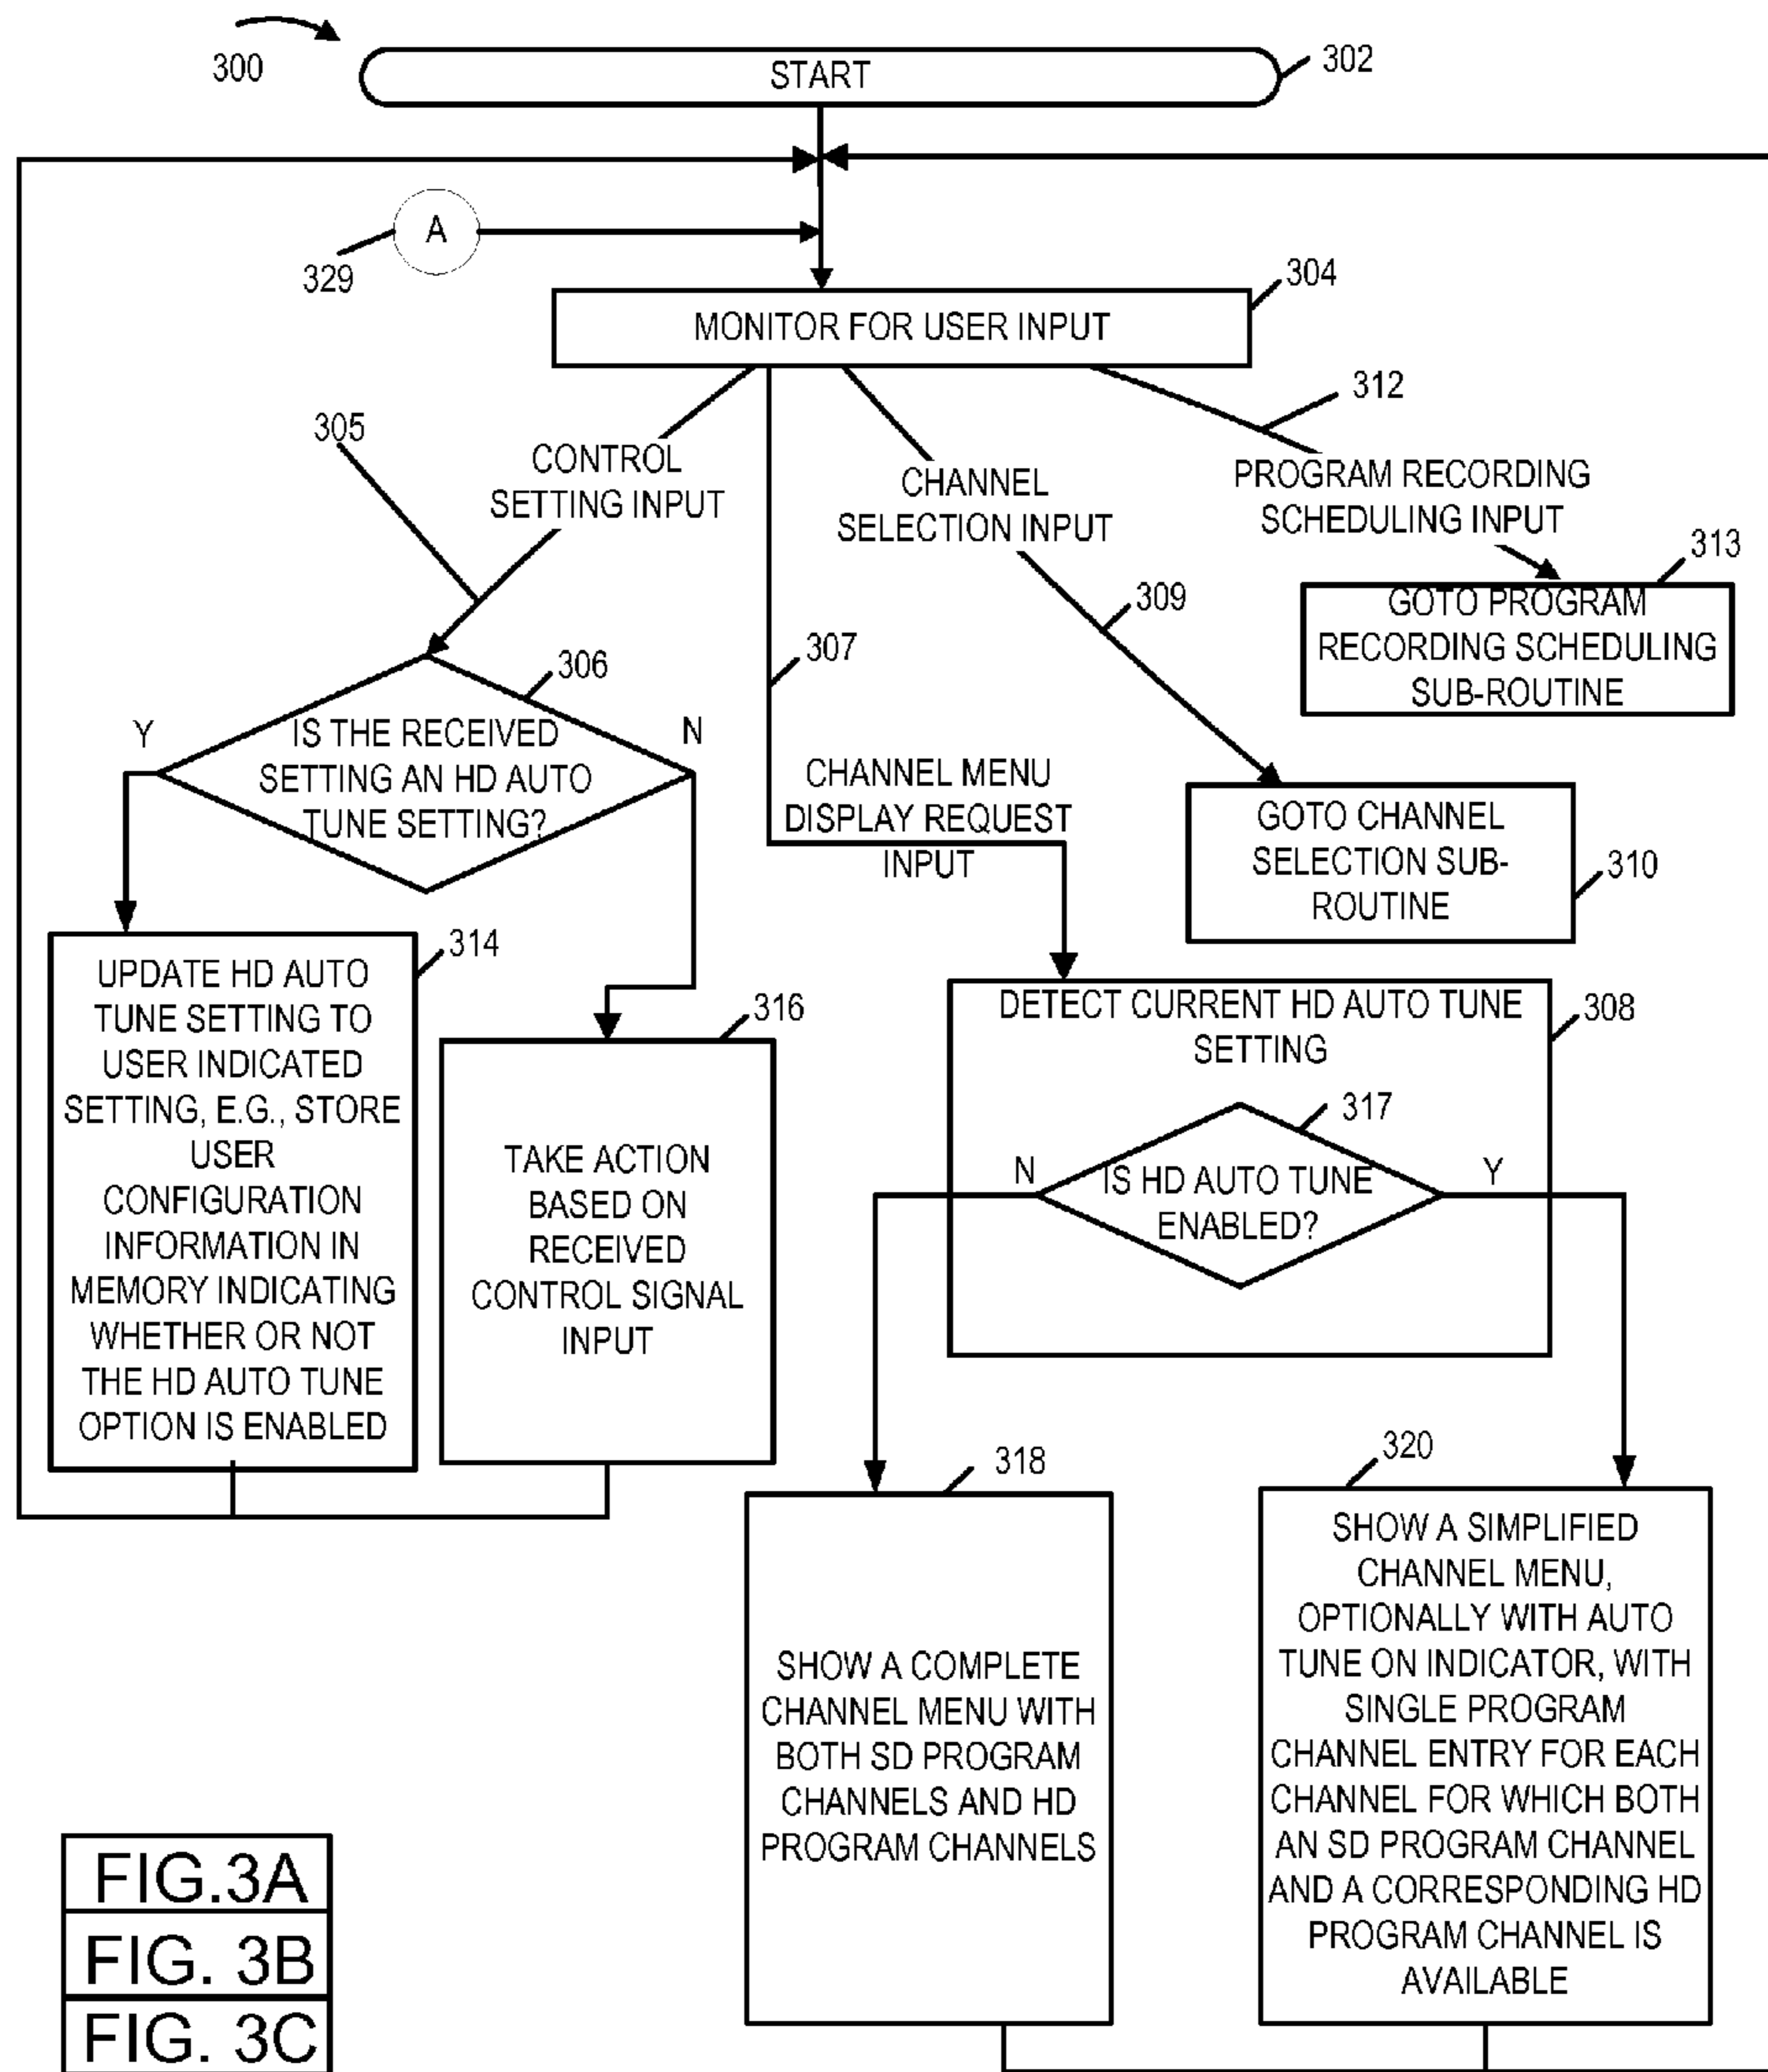 300
START
302
A
329
304
MONITOR FOR USER INPUT
305
CONTROL
SETTING INPUT
CHANNEL
SELECTION INPUT
312
PROGRAM RECORDING
SCHEDULING INPUT
313
GOTO PROGRAM
RECORDING SCHEDULING
SUB-ROUTINE
309
307
306
Y
IS THE RECEIVED
SETTING AN HD AUTO
TUNE SETTING?
N
CHANNEL MENU
DISPLAY REQUEST
INPUT
GOTO CHANNEL
SELECTION SUB-
ROUTINE
310
314
UPDATE HD AUTO
TUNE SETTING TO
USER INDICATED
SETTING, E.G., STORE
USER
CONFIGURATION
INFORMATION IN
MEMORY INDICATING
WHETHER OR NOT
THE HD AUTO TUNE
OPTION IS ENABLED
316
TAKE ACTION
BASED ON
RECEIVED
CONTROL SIGNAL
INPUT
DETECT CURRENT HD AUTO TUNE
SETTING
308
317
N
IS HD AUTO TUNE
ENABLED?
Y
318
SHOW A COMPLETE
CHANNEL MENU WITH
BOTH SD PROGRAM
CHANNELS AND HD
PROGRAM CHANNELS
320
SHOW A SIMPLIFIED
CHANNEL MENU,
OPTIONALLY WITH AUTO
TUNE ON INDICATOR, WITH
SINGLE PROGRAM
CHANNEL ENTRY FOR EACH
CHANNEL FOR WHICH BOTH
AN SD PROGRAM CHANNEL
AND A CORRESPONDING HD
PROGRAM CHANNEL IS
AVAILABLE
FIG.3A
FIG. 3B
FIG. 3C